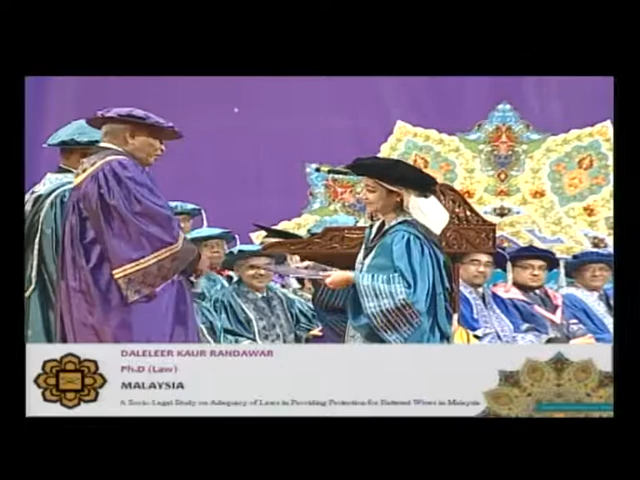 DALELEER KAUR RANDAWAR
Ph.D (Law)
MALAYSIA
A Socio-Legal Study on Adequacy of Laws in Providing Protection for Battered Wives in Malaysia